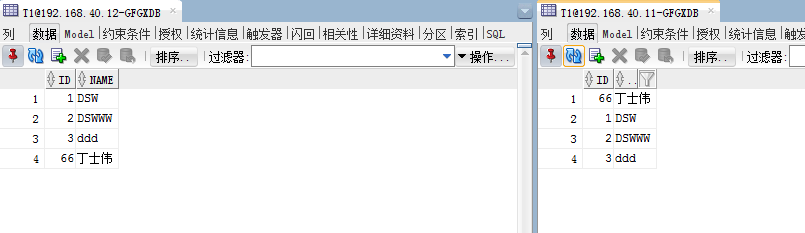 T1@192.168.40.12-GFGXDB
列 数据 Model 约束条件 授权 统计信息 触发器 闪回 相关性 详细资料 分区 索引 SQL
排序.. 过滤器: 操作...
ID NAME
1 1 DSW
2 2 DSWWW
3 3 ddd
4 66 丁士伟
T1@192.168.40.11-GFGXDB
列 数据 Model 约束条件 授权 统计信息 触发
排序.. 过滤器:
ID ..
1 66 丁士伟
2 1 DSW
3 2 DSWWW
4 3 ddd